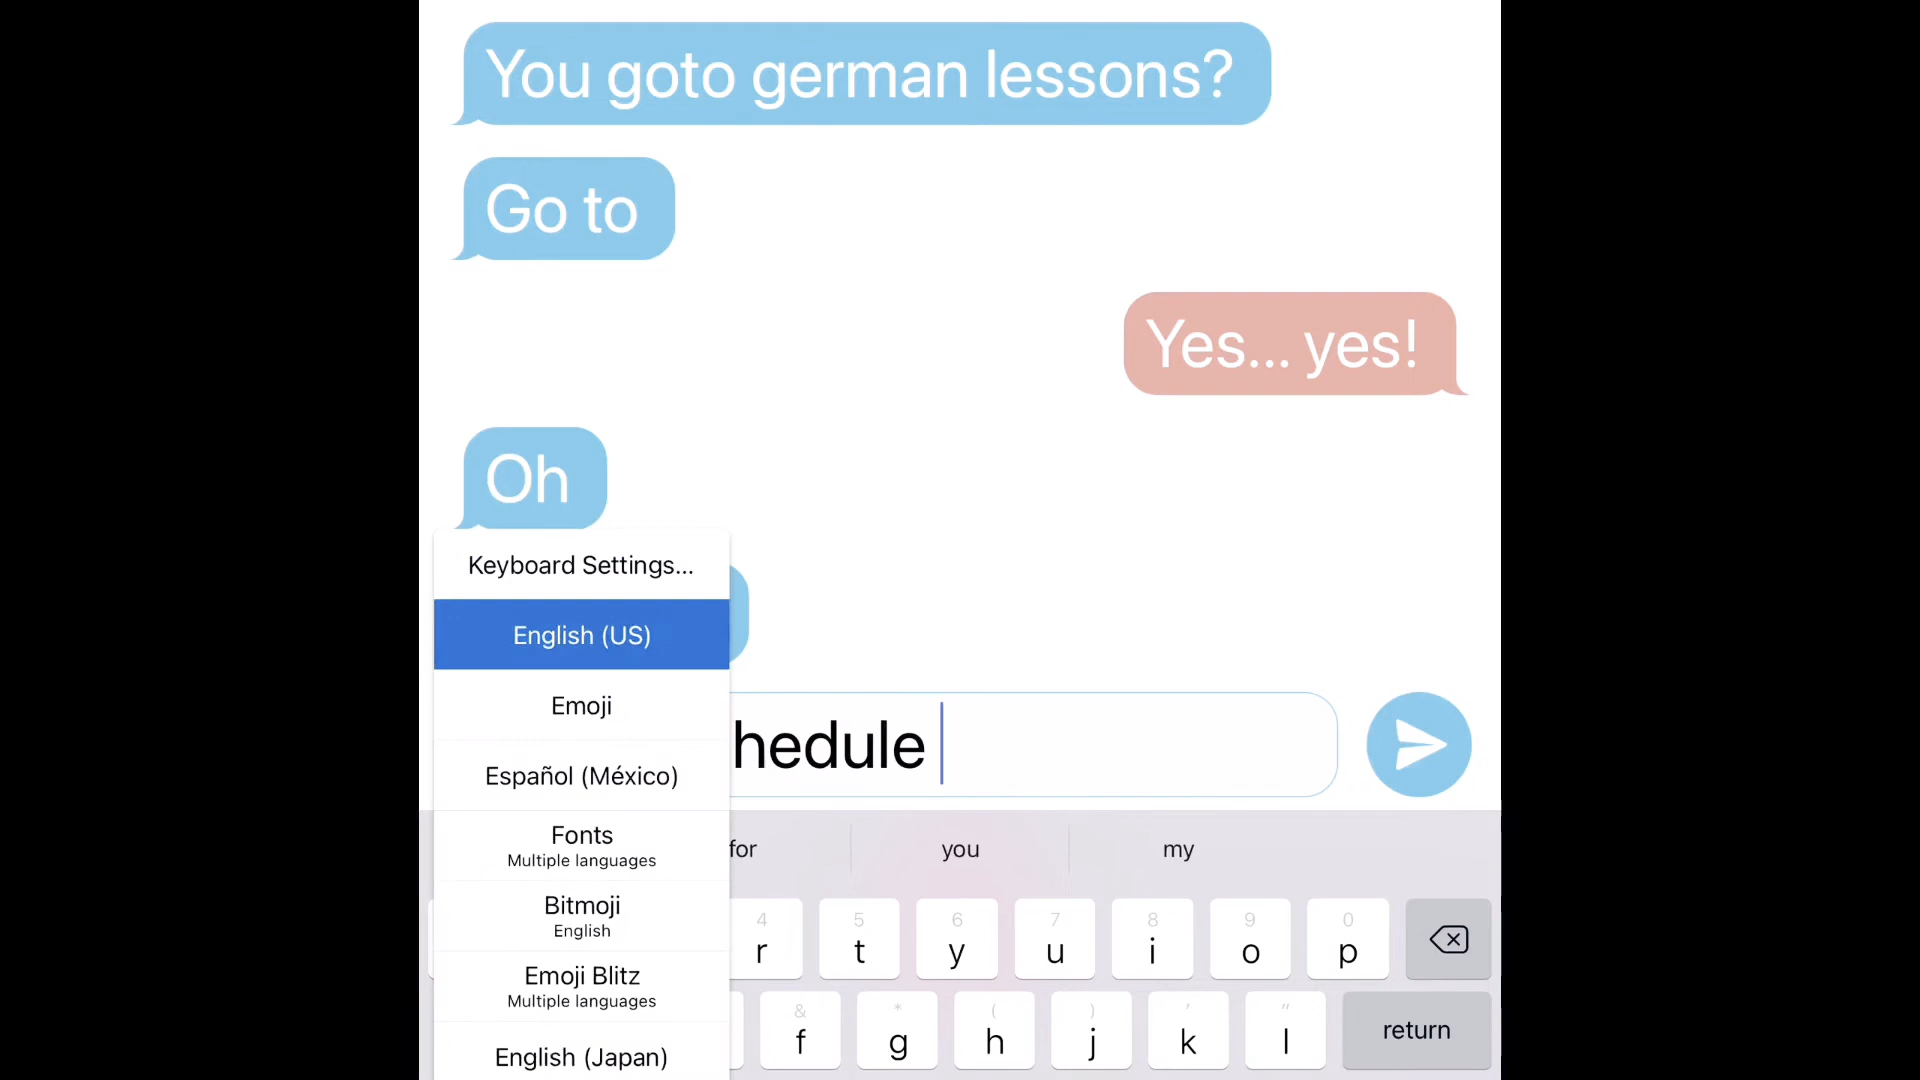 You goto german lessons?
Go to
Yes... yes!
Oh
Keyboard Settings...
English (US)
Emoji
Español (México)
Fonts
Multiple languages
Bitmoji
English
Emoji Blitz
Multiple languages
English (Japan)
hedule
for you my
4 5 6 7 8 9 0
r t y u i o p
& * ( ) ' "
f g h j k l return